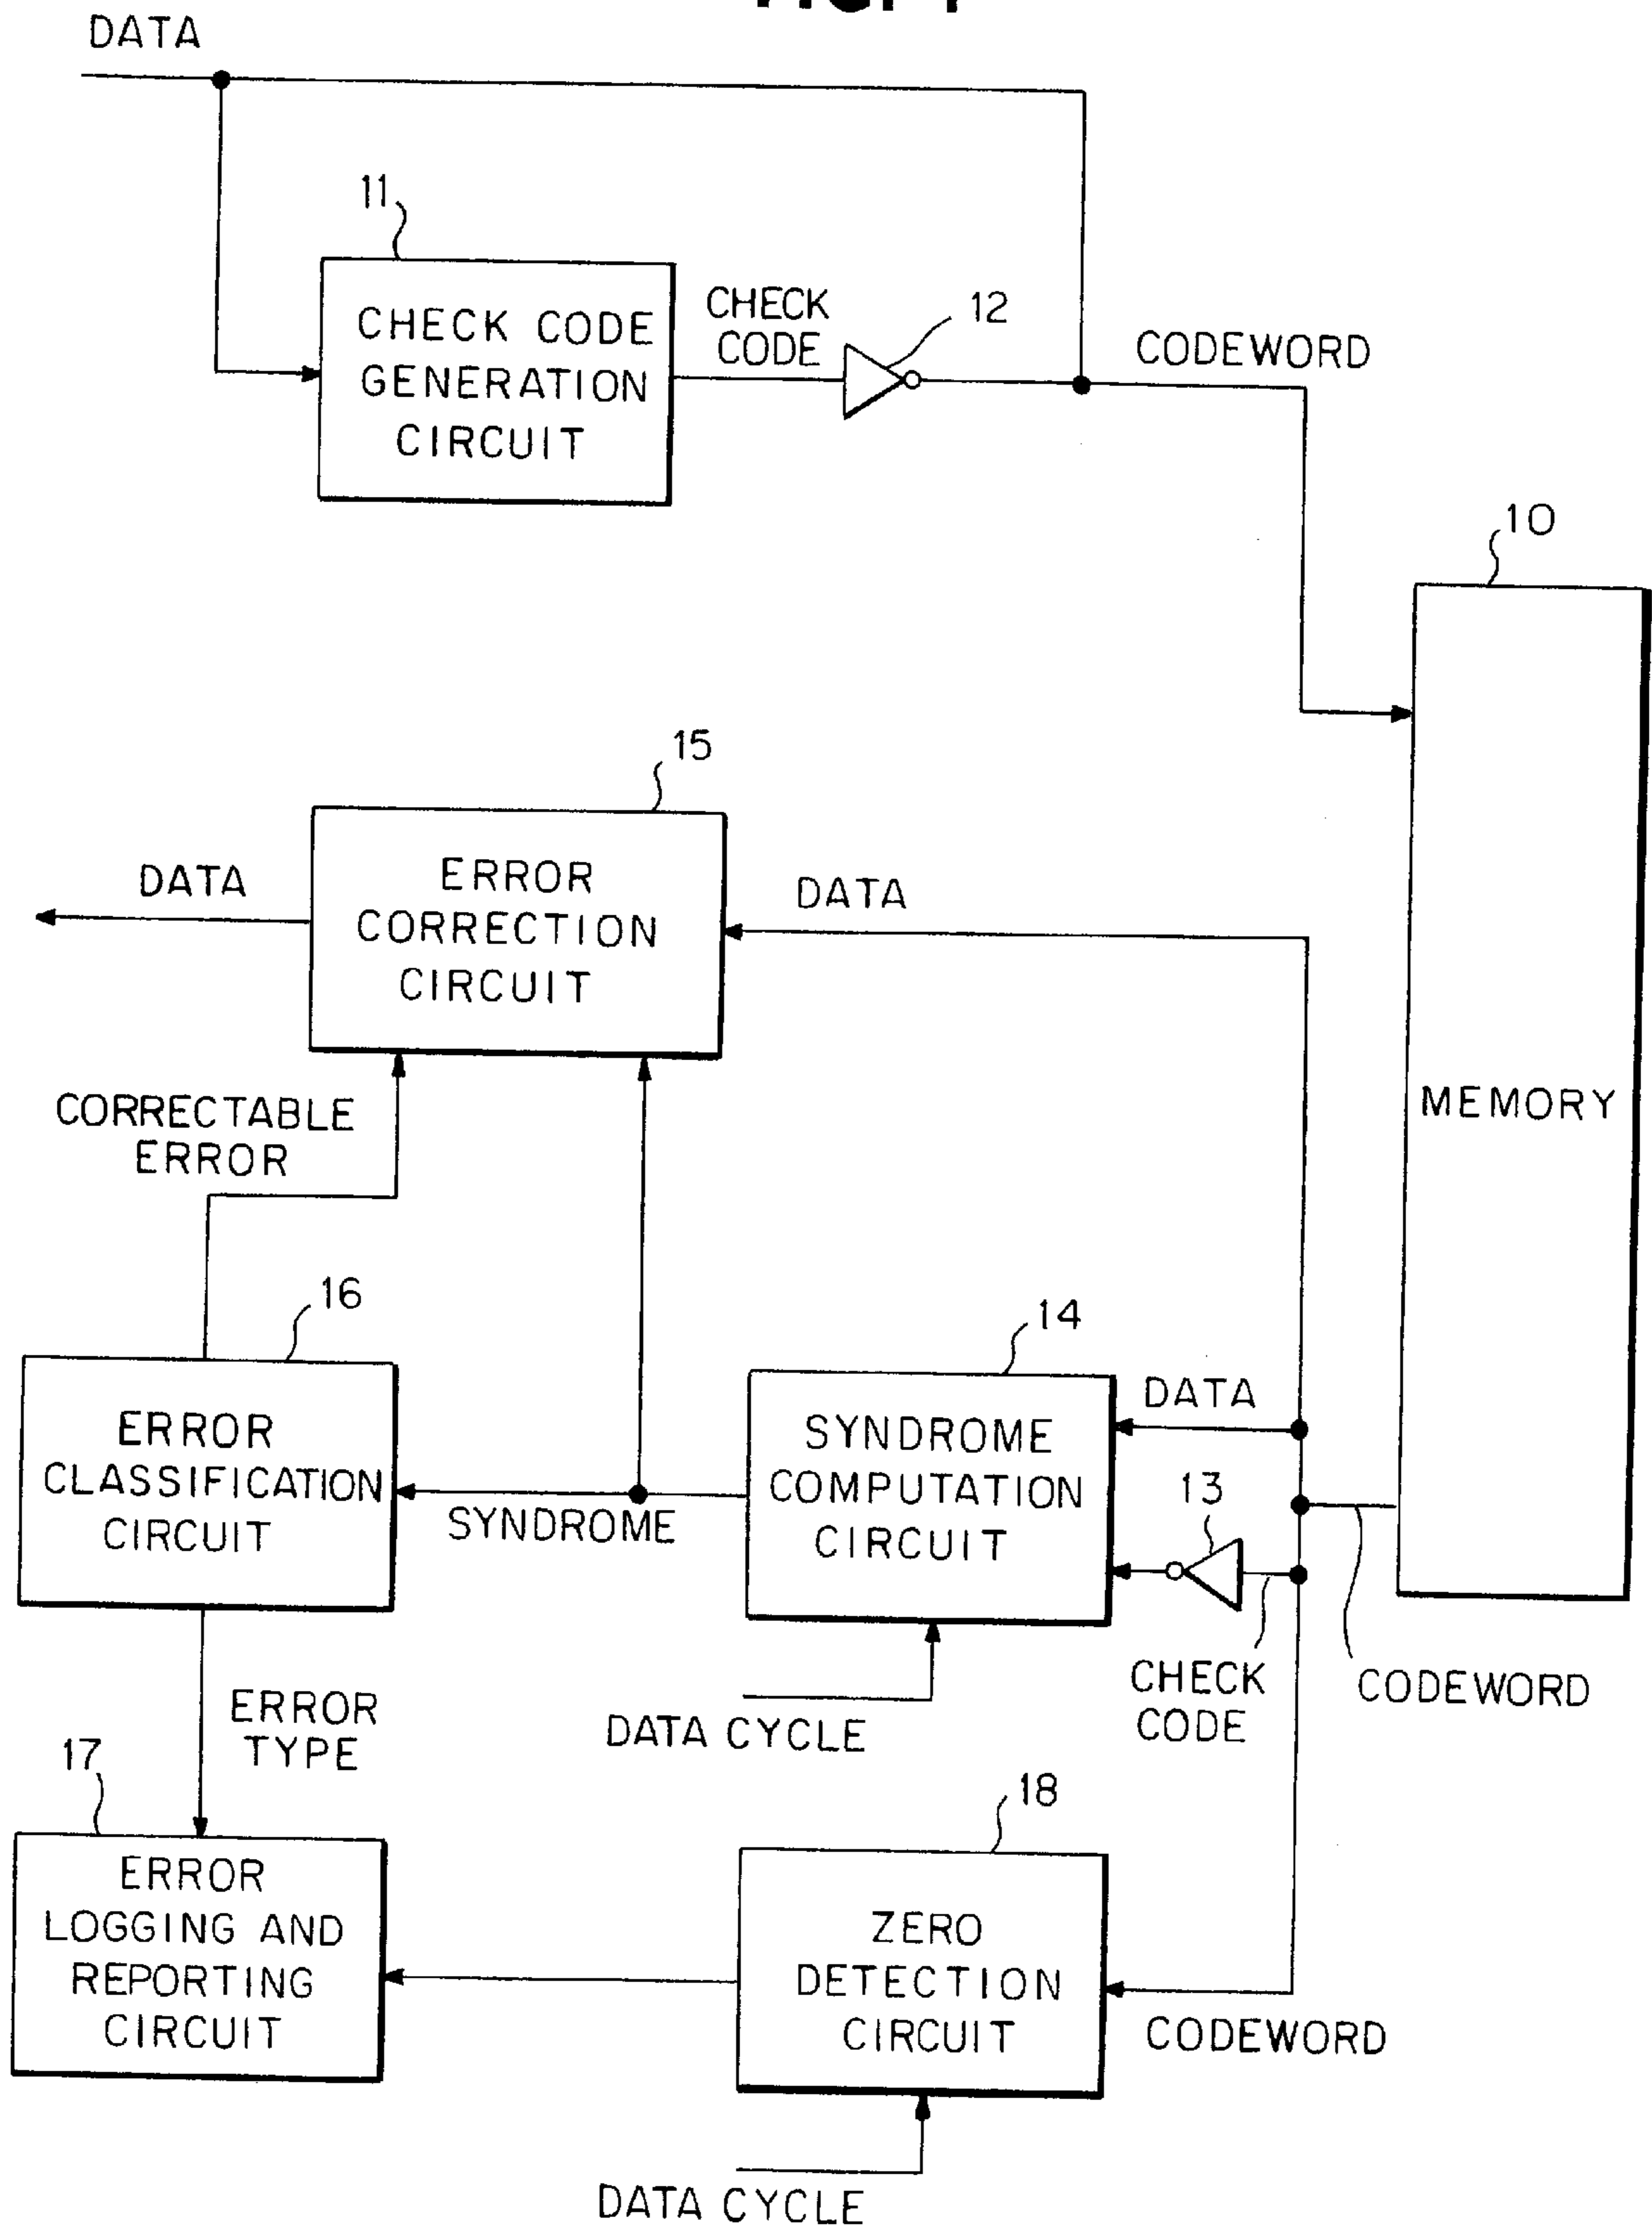 DATA
11
CHECK CODE
GENERATION
CIRCUIT
CHECK
CODE
12
CODEWORD
10
MEMORY
15
ERROR
CORRECTION
CIRCUIT
DATA
DATA
CORRECTABLE
ERROR
16
ERROR
CLASSIFICATION
CIRCUIT
SYNDROME
14
SYNDROME
COMPUTATION
CIRCUIT
DATA
13
CHECK
CODE
CODEWORD
DATA CYCLE
ERROR
TYPE
17
ERROR
LOGGING AND
REPORTING
CIRCUIT
18
ZERO
DETECTION
CIRCUIT
CODEWORD
DATA CYCLE